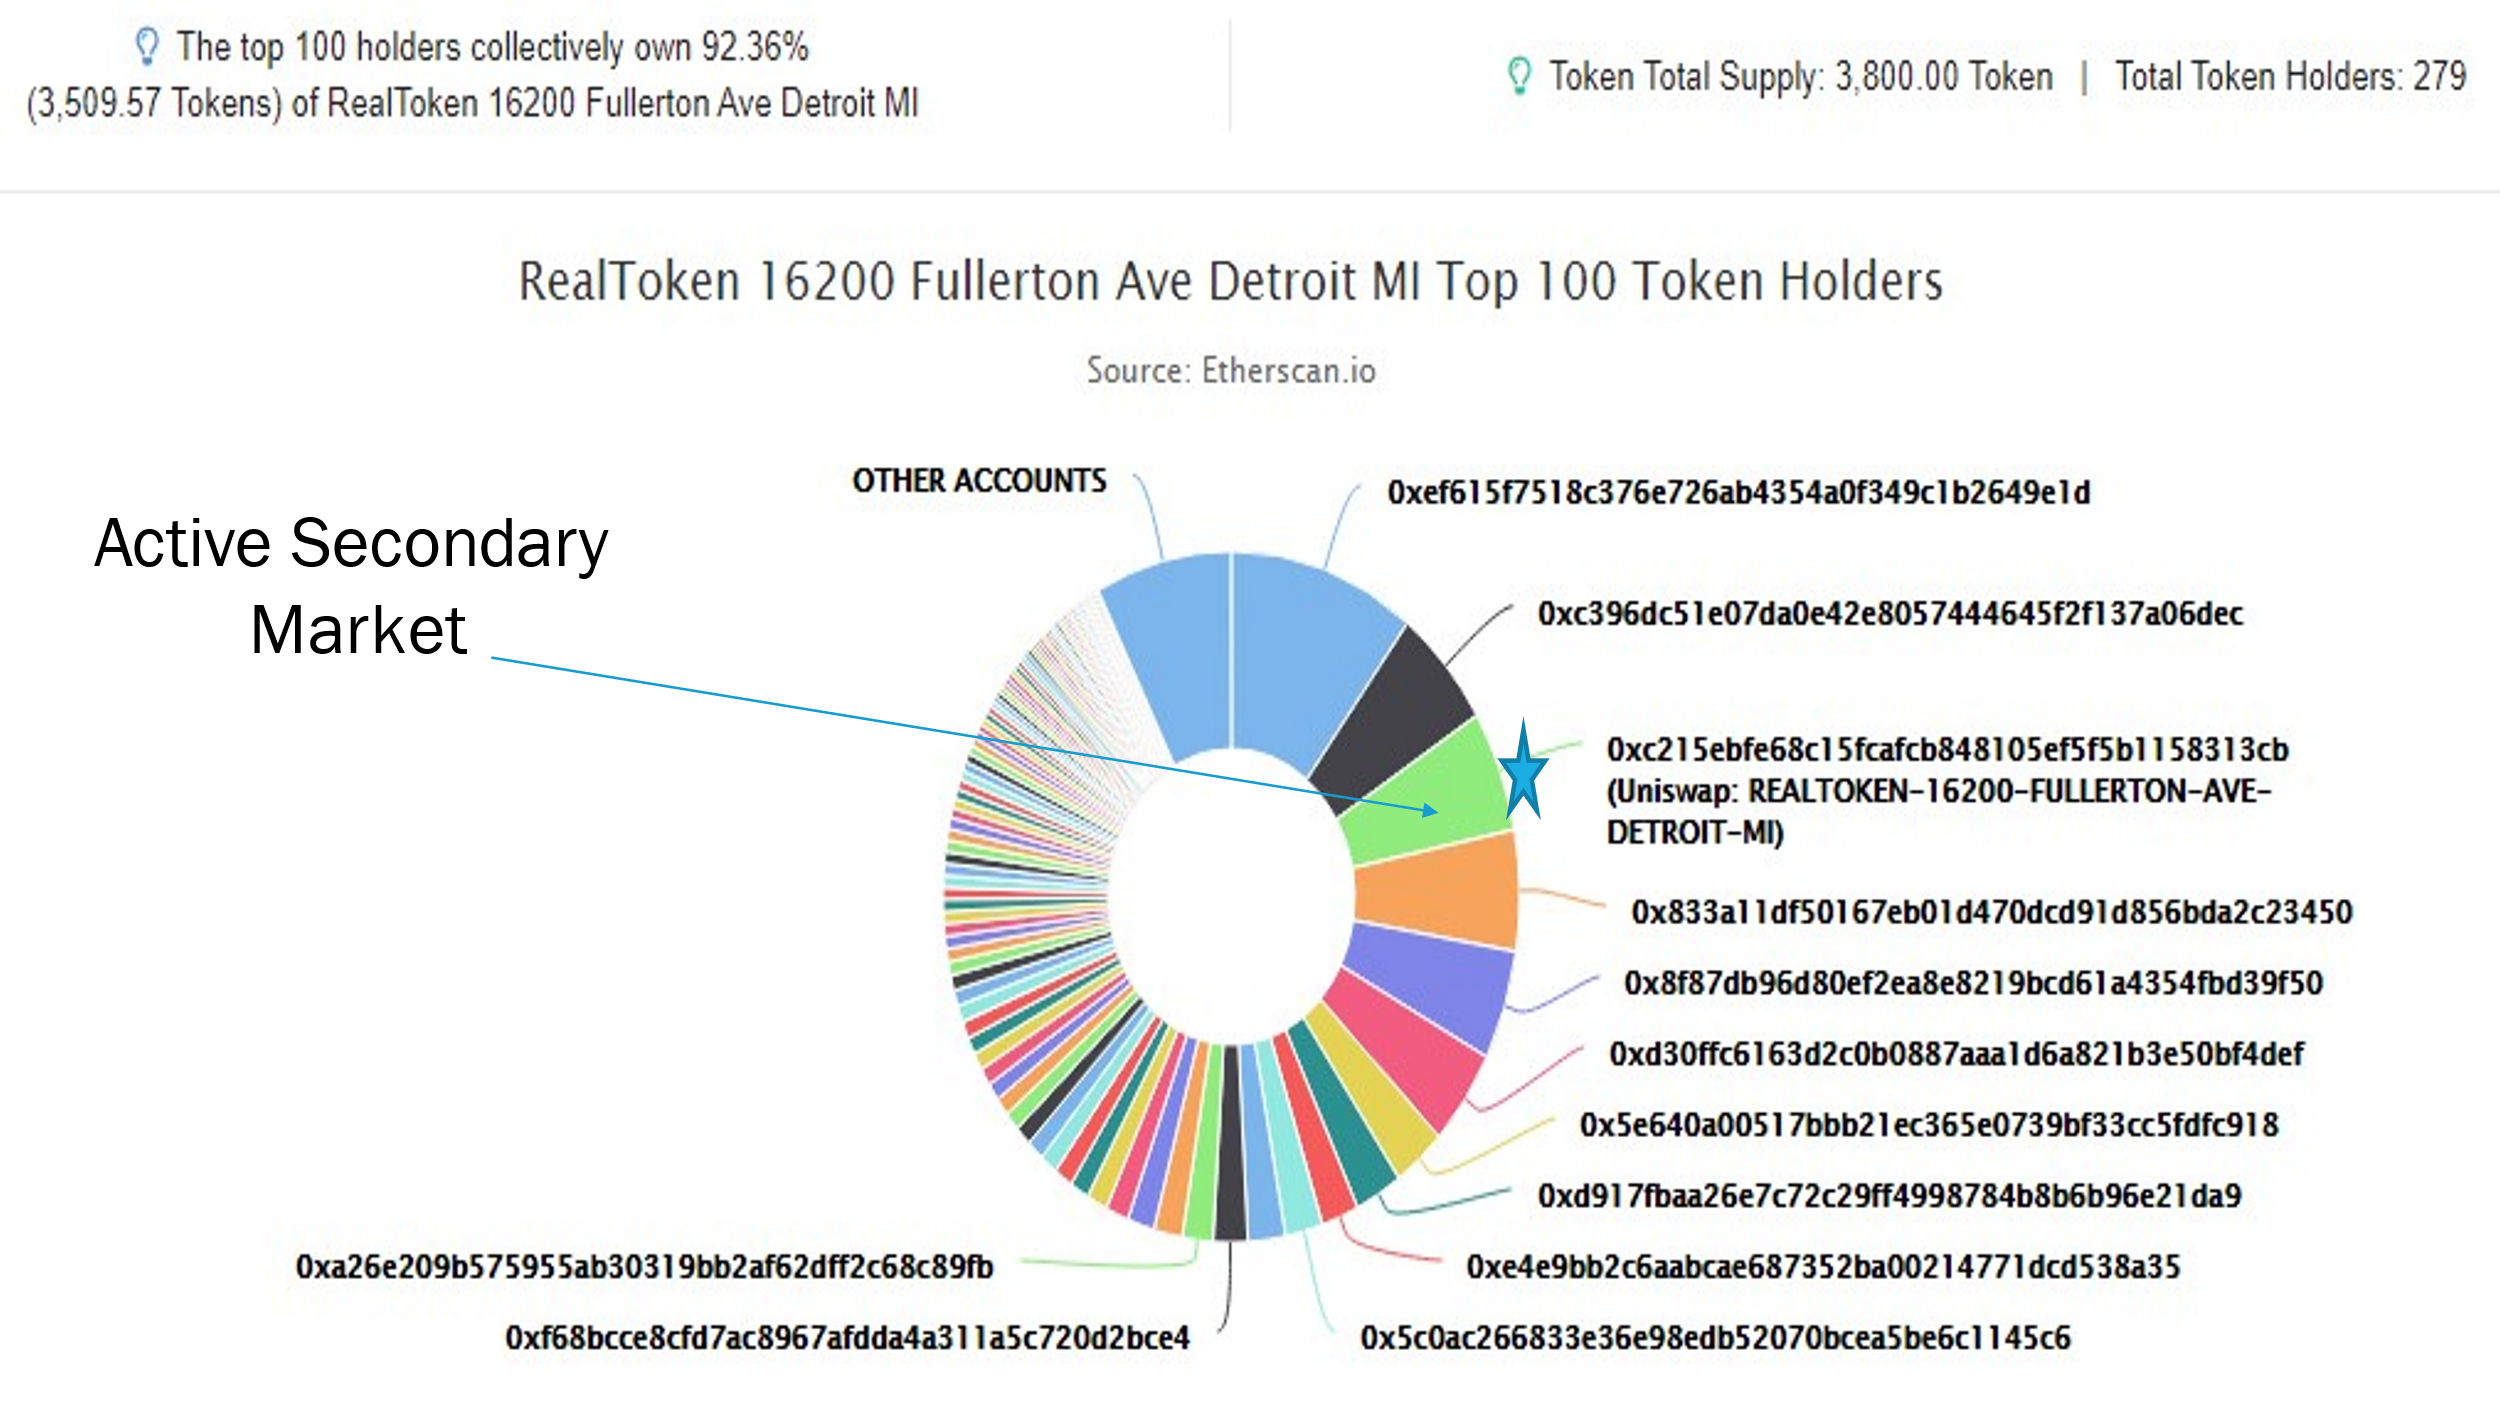 The top 100 holders collectively own 92.36%
(3,509.57 Tokens) of RealToken 16200 Fullerton Ave Detroit MI
Token Total Supply: 3,800.00 Token | Total Token Holders: 279
RealToken 16200 Fullerton Ave Detroit MI Top 100 Token Holders
Source: Etherscan.io
OTHER ACCOUNTS
0xef615f7518c376e726ab4354a0f349c1b2649e1d
Active Secondary
Market
0xc396dc51e07da0e42e8057444645f2f137a06dec
0xc215ebfe68c15fcafcb848105ef5f5b1158313cb
(Uniswap: REALTOKEN-16200-FULLERTON-AVE-
DETROIT-MI)
0x833a11df50167eb01d470dcd91d856bda2c23450
0x8f87db96d80ef2ea8e8219bcd61a4354fbd39f50
0xd30ffc6163d2c0b0887aaa1d6a821b3e50bf4def
0x5e640a00517bbb21ec365e0739bf33cc5fdfc918
0xd917fbaa26e7c72c29ff4998784b8b6b96e21da9
0xa26e209b575955ab30319bb2af62dff2c68c89fb
0xe4e9bb2c6aabcae687352ba00214771dcd538a35
0xf68bcce8cfd7ac8967afdda4a311a5c720d2bce4
0x5c0ac266833e36e98edb52070bcea5be6c1145c6